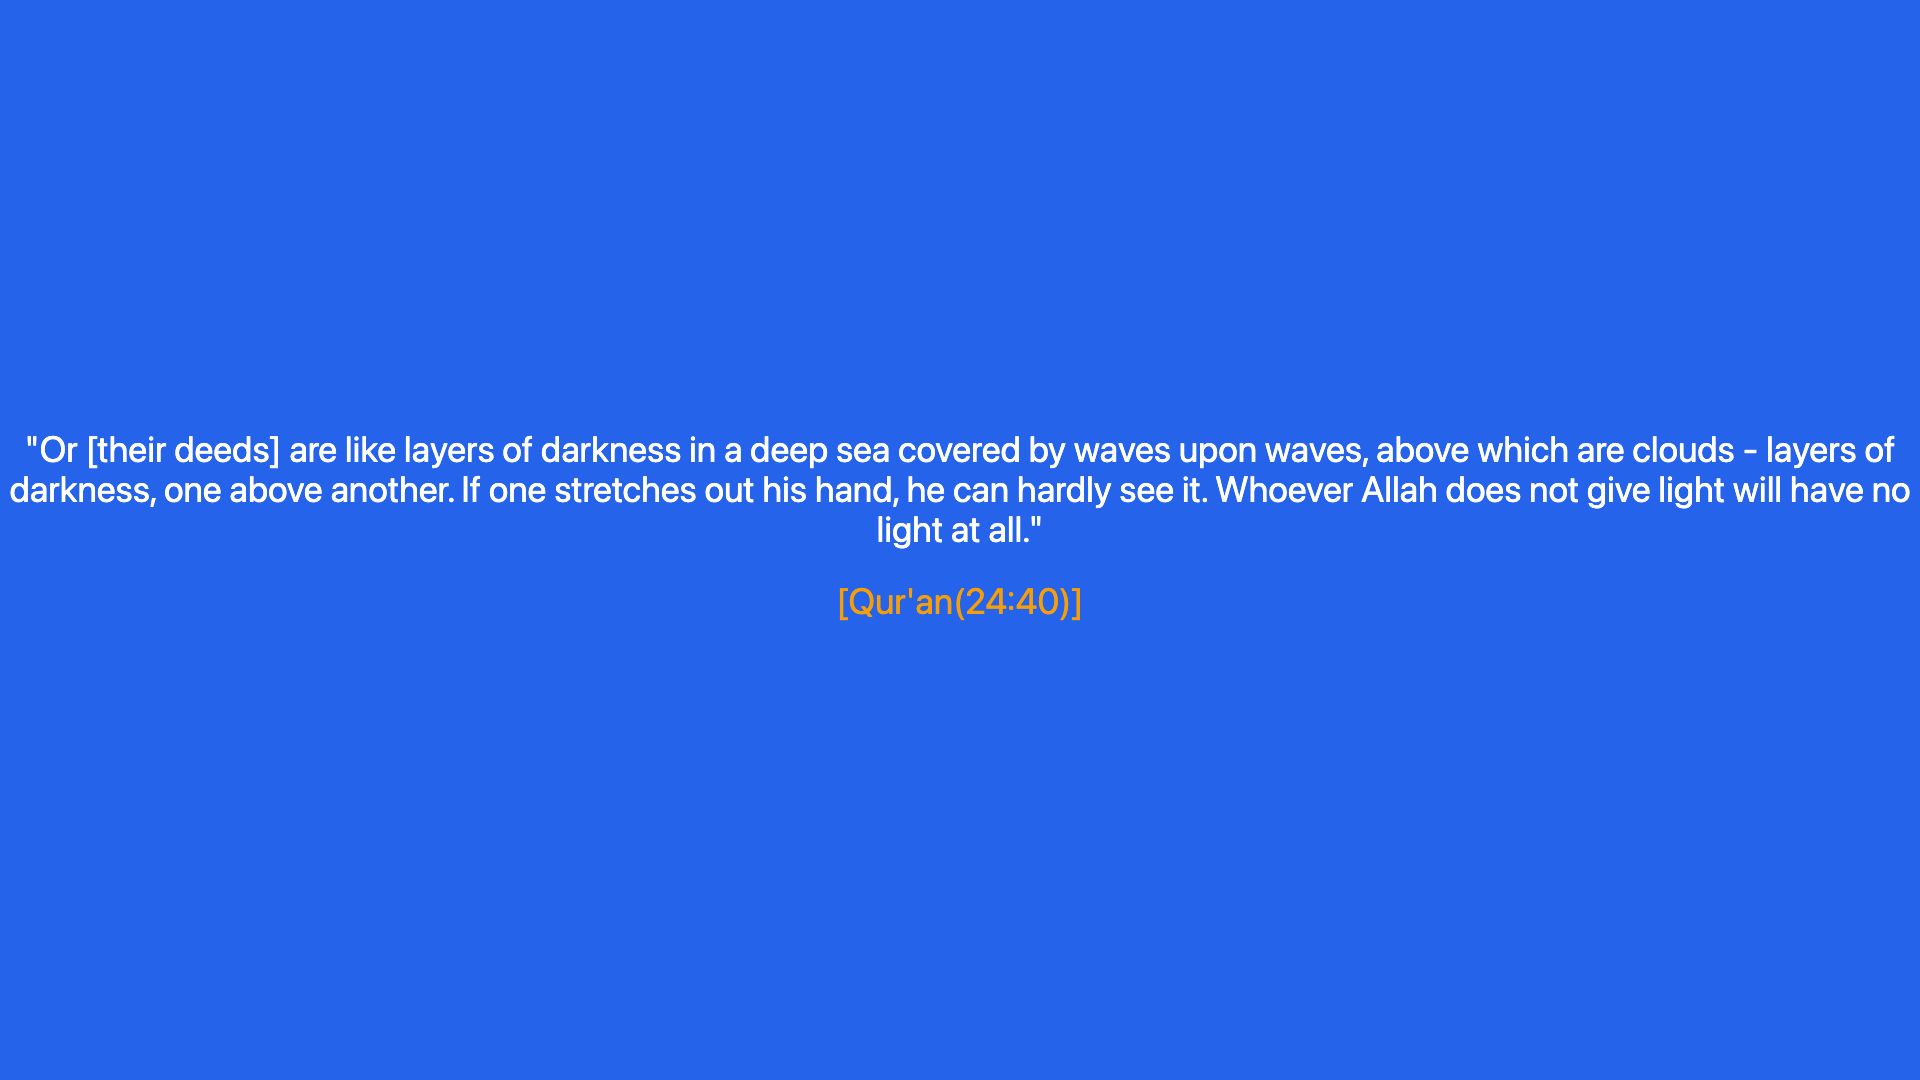 "Or [their deeds] are like layers of darkness in a deep sea covered by waves upon waves, above which are clouds - layers of
darkness, one above another. If one stretches out his hand, he can hardly see it. Whoever Allah does not give light will have no
light at all."
[Qur'an(24:40)]